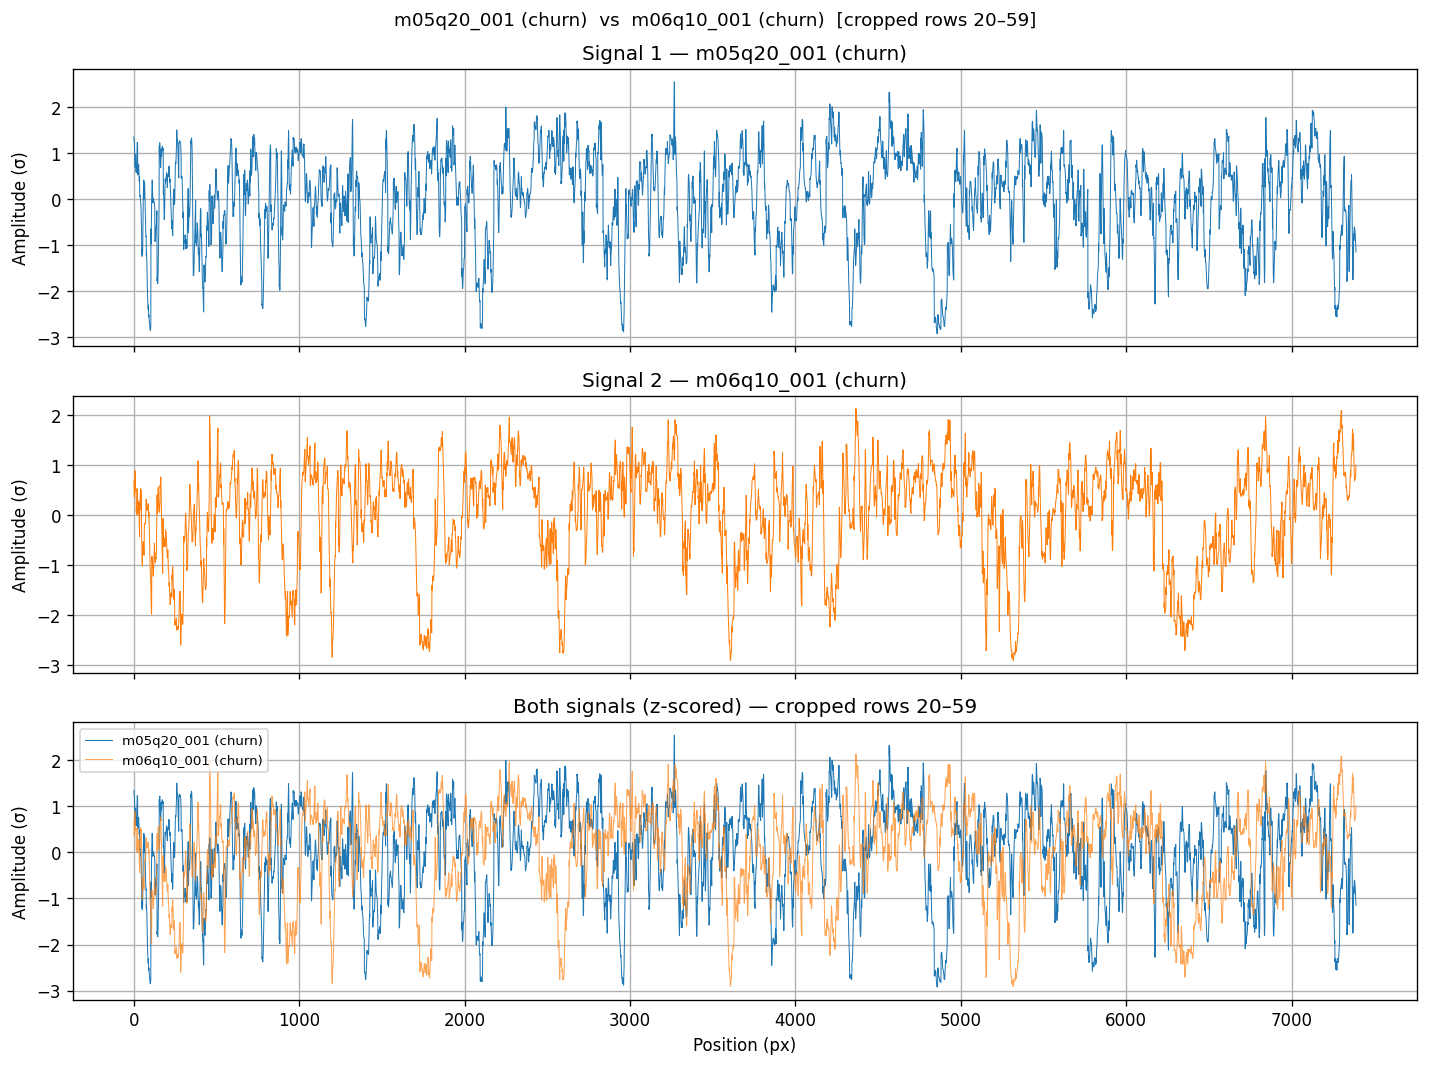 m05q20_001 (churn)  vs  m06q10_001 (churn)  [cropped rows 20–59]
Signal 1 — m05q20_001 (churn)
Amplitude (σ)
2
1
0
−1
−2
−3
Signal 2 — m06q10_001 (churn)
Amplitude (σ)
2
1
0
−1
−2
−3
Both signals (z-scored) — cropped rows 20–59
m05q20_001 (churn)
m06q10_001 (churn)
Amplitude (σ)
2
1
0
−1
−2
−3
0 1000 2000 3000 4000 5000 6000 7000
Position (px)